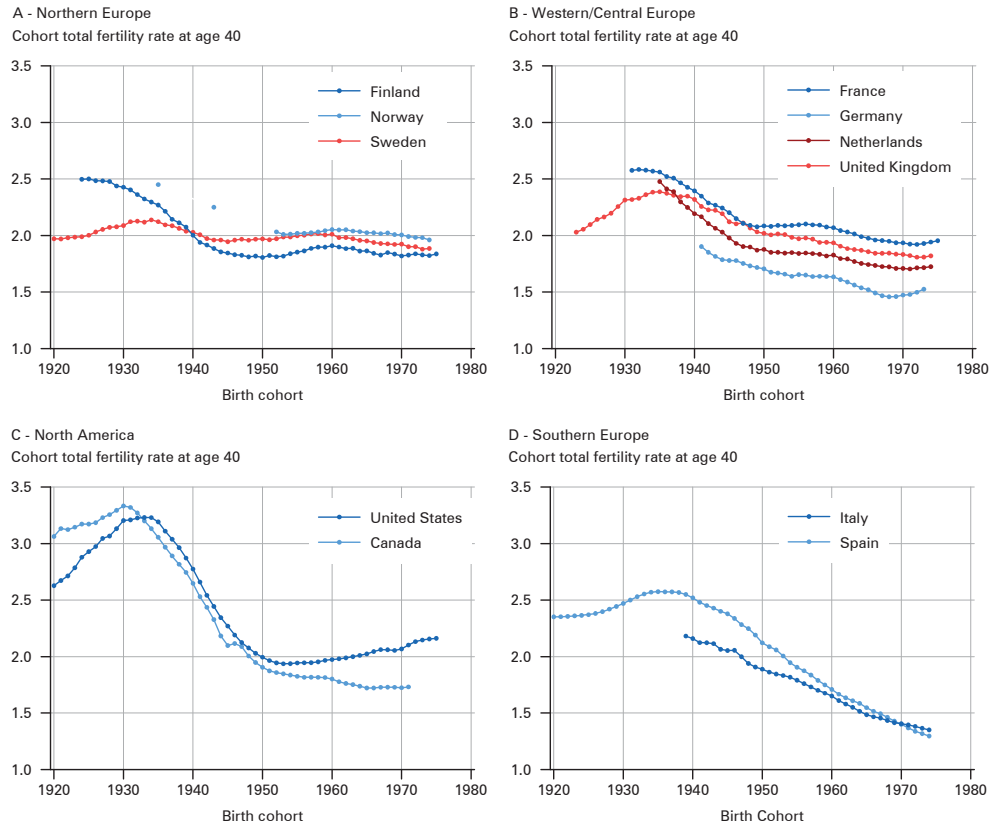 A - Northern Europe
Cohort total fertility rate at age 40
3.5
3.0
2.5
2.0
1.5
1.0
Finland
Norway
Sweden
1920 1930 1940 1950 1960 1970 1980
Birth cohort
B - Western/Central Europe
Cohort total fertility rate at age 40
3.5
3.0
2.5
2.0
1.5
1.0
France
Germany
Netherlands
United Kingdom
1920 1930 1940 1950 1960 1970 1980
Birth cohort
C - North America
Cohort total fertility rate at age 40
3.5
3.0
2.5
2.0
1.5
1.0
United States
Canada
1920 1930 1940 1950 1960 1970 1980
Birth cohort
D - Southern Europe
Cohort total fertility rate at age 40
3.5
3.0
2.5
2.0
1.5
1.0
Italy
Spain
1920 1930 1940 1950 1960 1970 1980
Birth Cohort